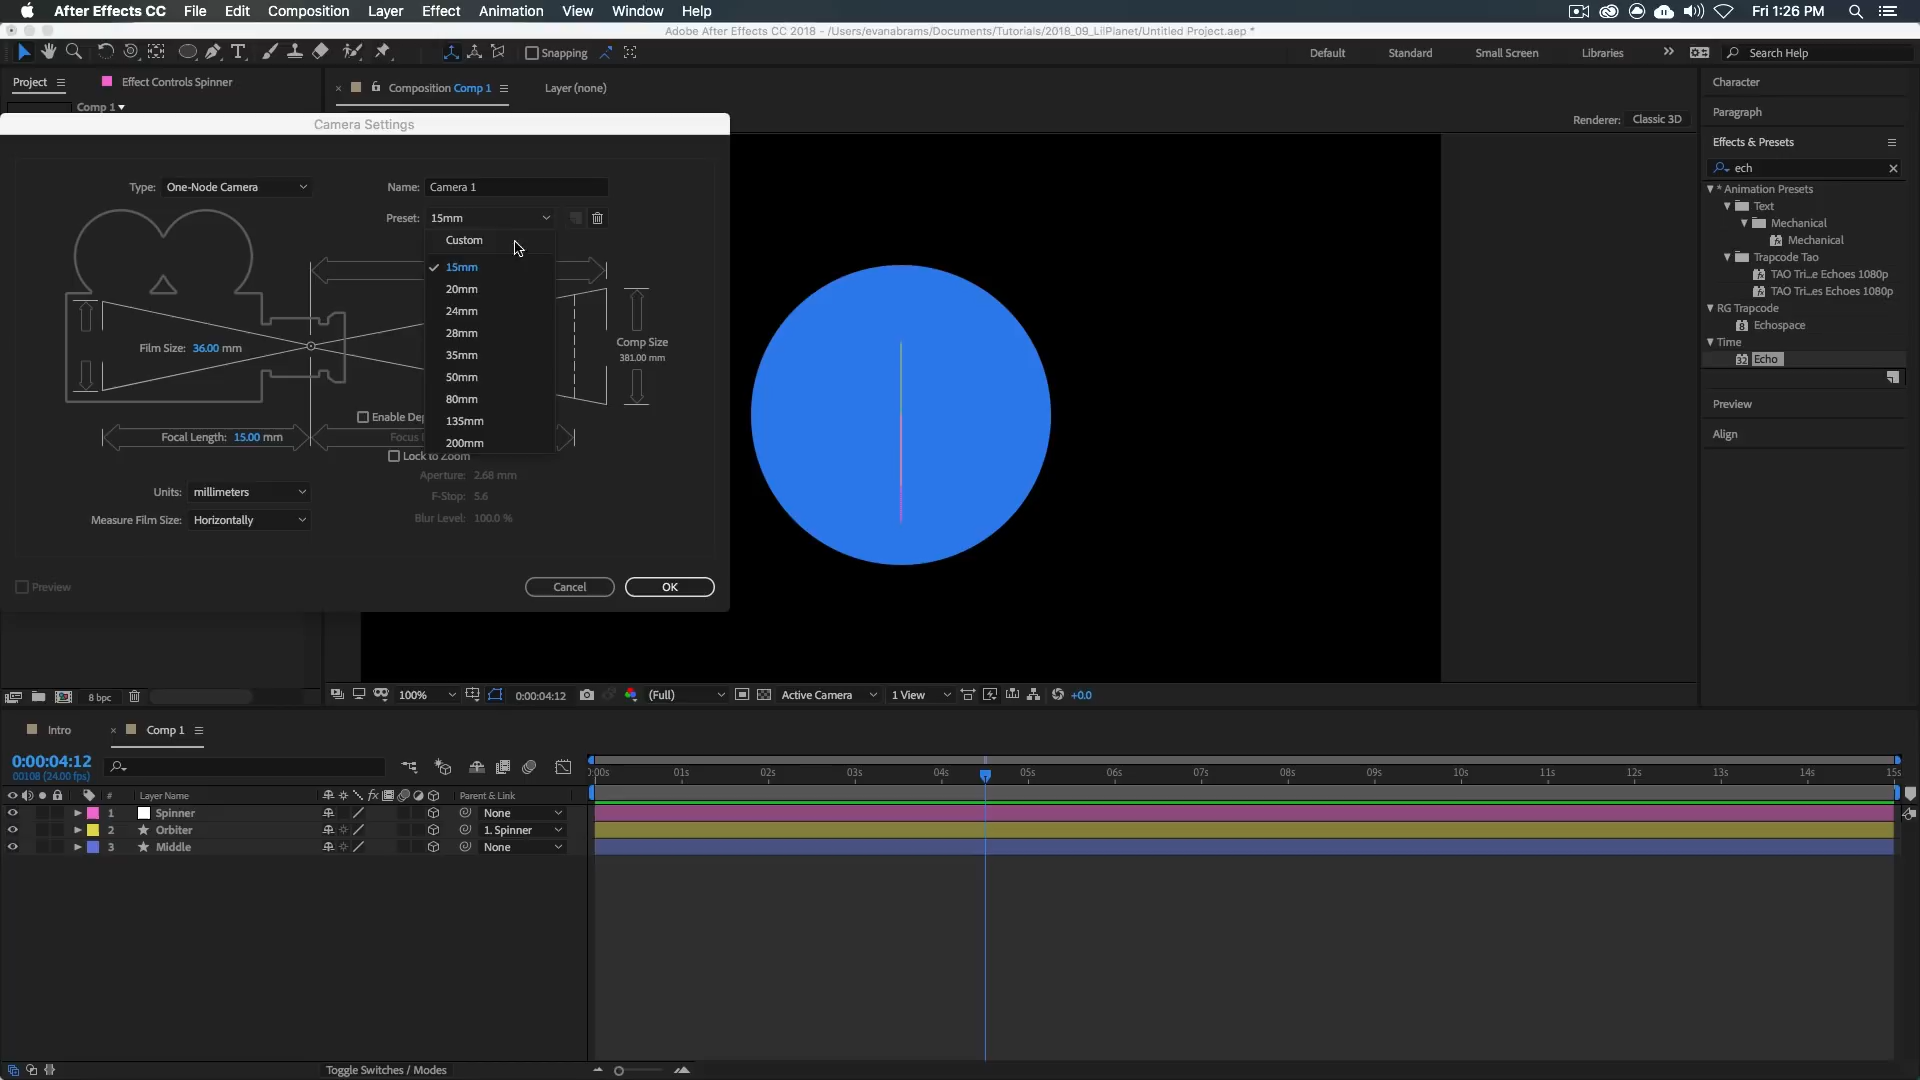 After Effects CC File Edit Composition Layer Effect Animation View Window Help Fri 1:26 PM
Adobe After Effects CC 2018 - /Users/evanabrams/Documents/Tutorials/2018_09_LilPlanet/Untitled Project.aep *
Snapping Default Standard Small Screen Libraries Search Help
Project Effect Controls Spinner Composition Comp 1 Layer (none) Character
Comp 1
Paragraph
Renderer: Classic 3D
Camera Settings
Effects & Presets
ech
Type: One-Node Camera Name: Camera 1
* Animation Presets
Text
Preset: 15mm
Mechanical
Custom
Mechanical
Trapcode Tao
15mm
TAO Tri...e Echoes 1080p
20mm
TAO Tri...es Echoes 1080p
24mm
RG Trapcode
28mm
Echospace
Film Size: 36.00 mm
Comp Size
Time
35mm
381.00 mm
Echo
50mm
80mm
Preview
Enable Dep
135mm
Align
Focal Length: 15.00 mm
Focus
200mm
Lock to Zoom
Aperture: 2.68 mm
Units: millimeters
F-Stop: 5.6
Measure Film Size: Horizontally
Blur Level: 100.0 %
Preview Cancel OK
8 bpc 100% 0:00:04:12 (Full) Active Camera 1 View +0.0
Intro Comp 1
0:00:04:12
00108 (24.00 fps)
:00s 01s 02s 03s 04s 05s 06s 07s 08s 09s 10s 11s 12s 13s 14s 15s
# Layer Name fx Parent & Link
1 Spinner None
2 Orbiter 1. Spinner
3 Middle None
Toggle Switches / Modes